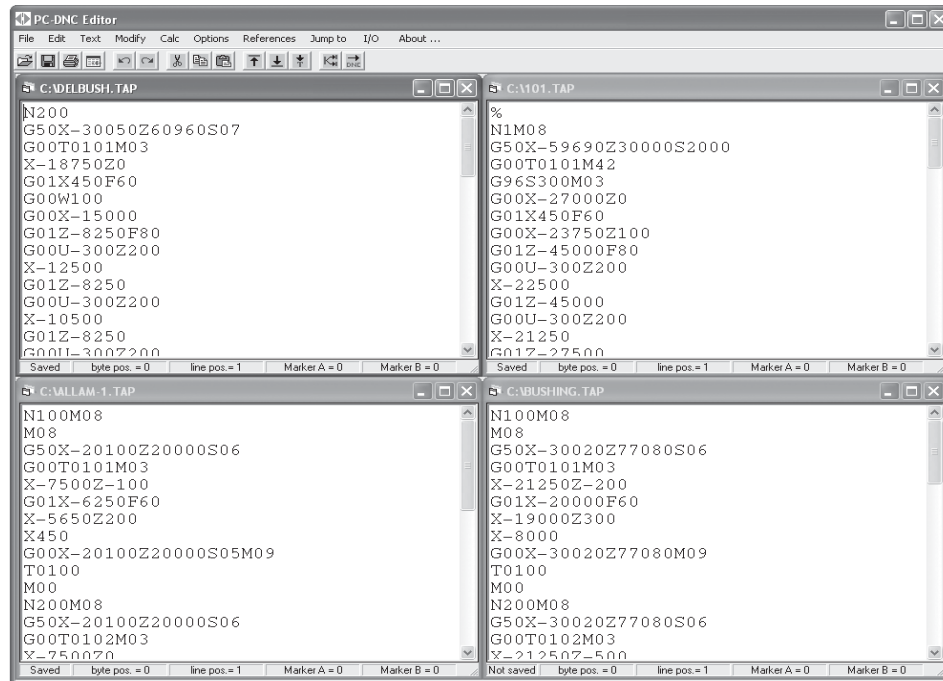 PC-DNC Editor
File Edit Text Modify Calc Options References Jump to I/O About ...
C:\DELBUSH.TAP
N200
G50X-30050Z60960S07
G00T0101M03
X-18750Z0
G01X450F60
G00W100
G00X-15000
G01Z-8250F80
G00U-300Z200
X-12500
G01Z-8250
G00U-300Z200
X-10500
G01Z-8250
G00U-300Z200
Saved byte pos. = 0 line pos.= 1 Marker A = 0 Marker B = 0
C:\101.TAP
%
N1M08
G50X-59690Z30000S2000
G00T0101M42
G96S300M03
G00X-27000Z0
G01X450F60
G00X-23750Z100
G01Z-45000F80
G00U-300Z200
X-22500
G01Z-45000
G00U-300Z200
X-21250
G01Z-27500
Saved byte pos. = 0 line pos.= 1 Marker A = 0 Marker B = 0
C:\ALLAM-1.TAP
N100M08
M08
G50X-20100Z20000S06
G00T0101M03
X-7500Z-100
G01X-6250F60
X-5650Z200
X450
G00X-20100Z20000S05M09
T0100
M00
N200M08
G50X-20100Z20000S06
G00T0102M03
X-7500Z0
Saved byte pos. = 0 line pos.= 1 Marker A = 0 Marker B = 0
C:\BUSHING.TAP
N100M08
M08
G50X-30020Z77080S06
G00T0101M03
X-21250Z-200
G01X-20000F60
X-19000Z300
X-8000
G00X-30020Z77080M09
T0100
M00
N200M08
G50X-30020Z77080S06
G00T0102M03
X-21250Z-500
Not saved byte pos. = 0 line pos.= 1 Marker A = 0 Marker B = 0